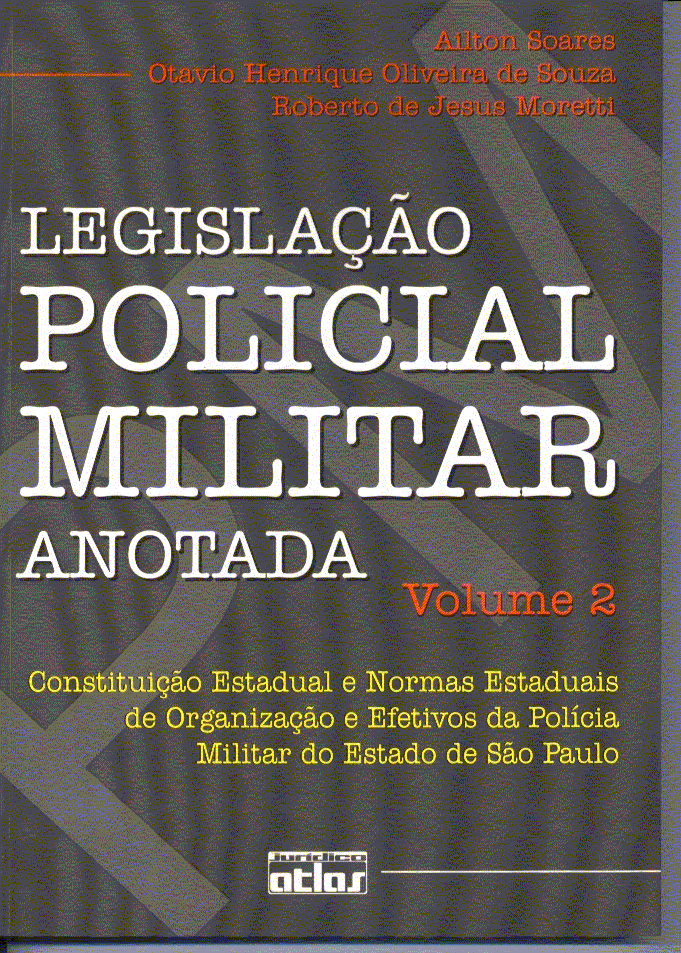 Ailton Soares
Otavio Henrique Oliveira de Souza
Roberto de Jesus Moretti
LEGISLAÇÃO
POLICIAL
MILITAR
ANOTADA
Volume 2
Constituição Estadual e Normas Estaduais
de Organização e Efetivos da Polícia
Militar do Estado de São Paulo
jurídico
atlas
PM